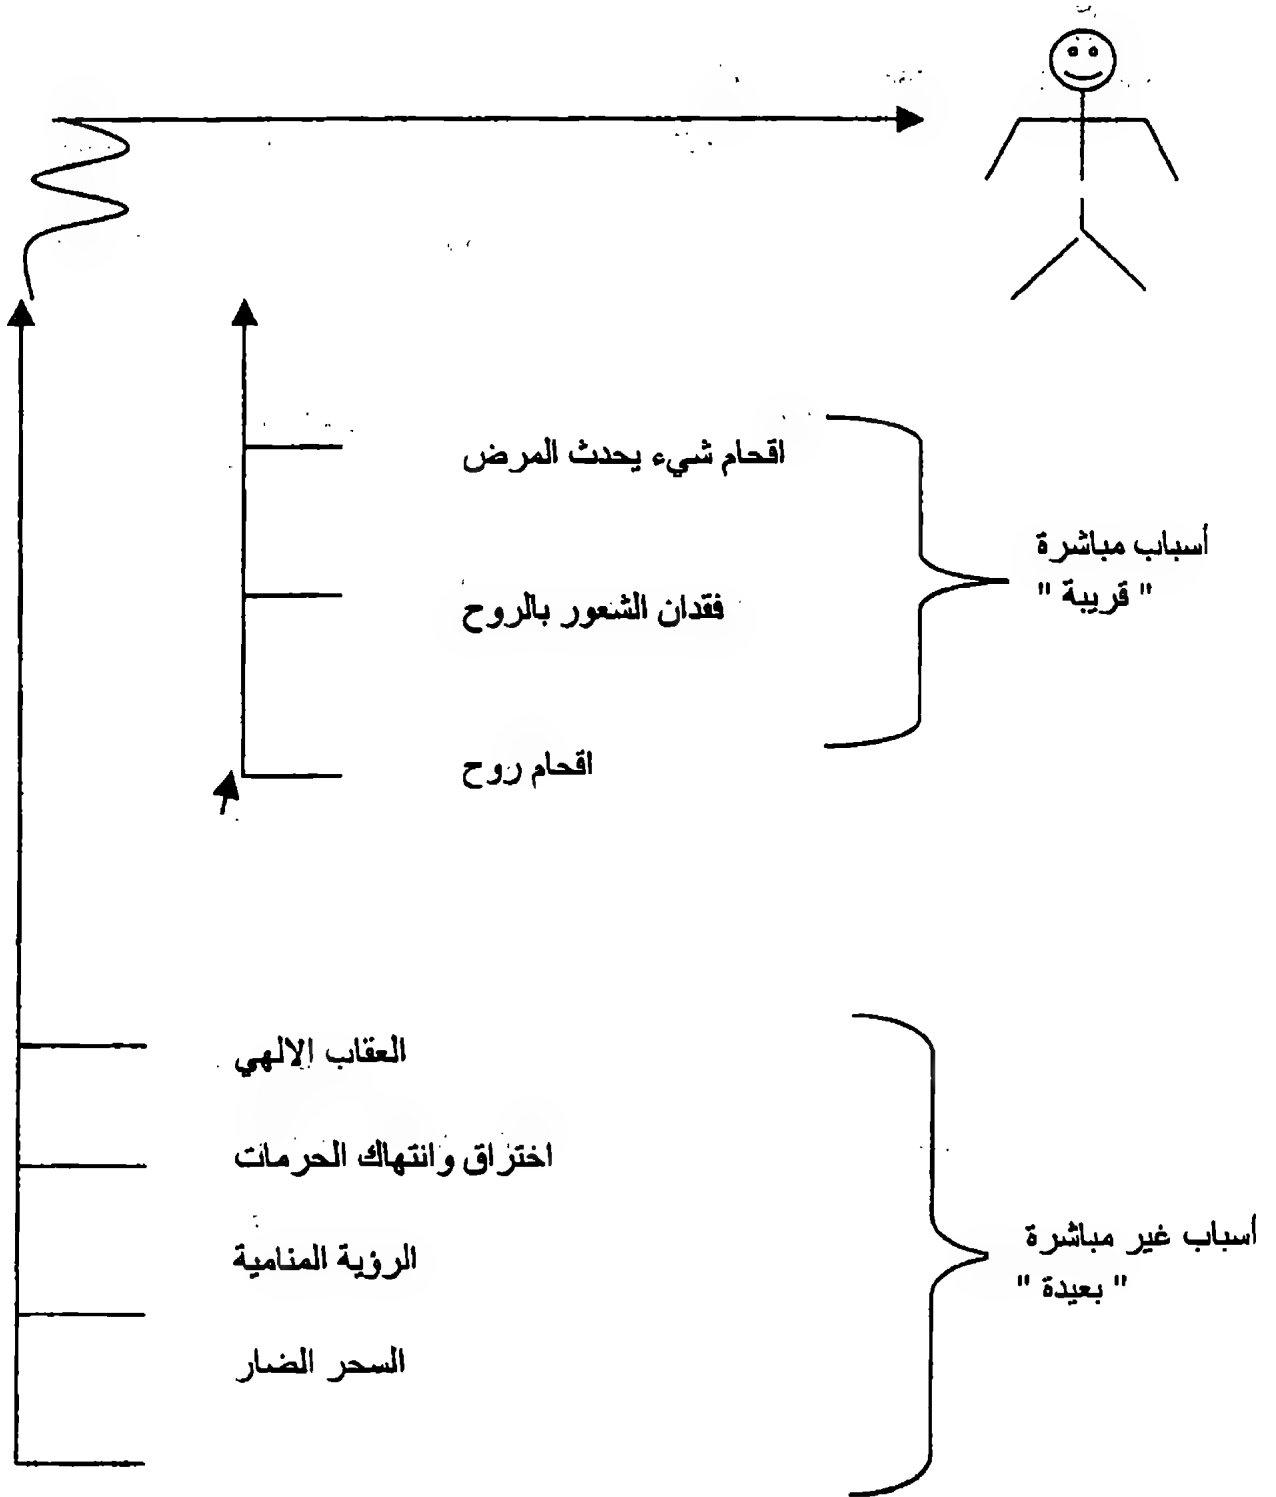 اقحام شيء يحدث المرض
فقدان الشعور بالروح
اقحام روح
أسباب مباشرة
" قريبة "
العقاب الالهي
اختراق وانتهاك الحرمات
الرؤية المنامية
السحر الضار
أسباب غير مباشرة
" بعيدة "